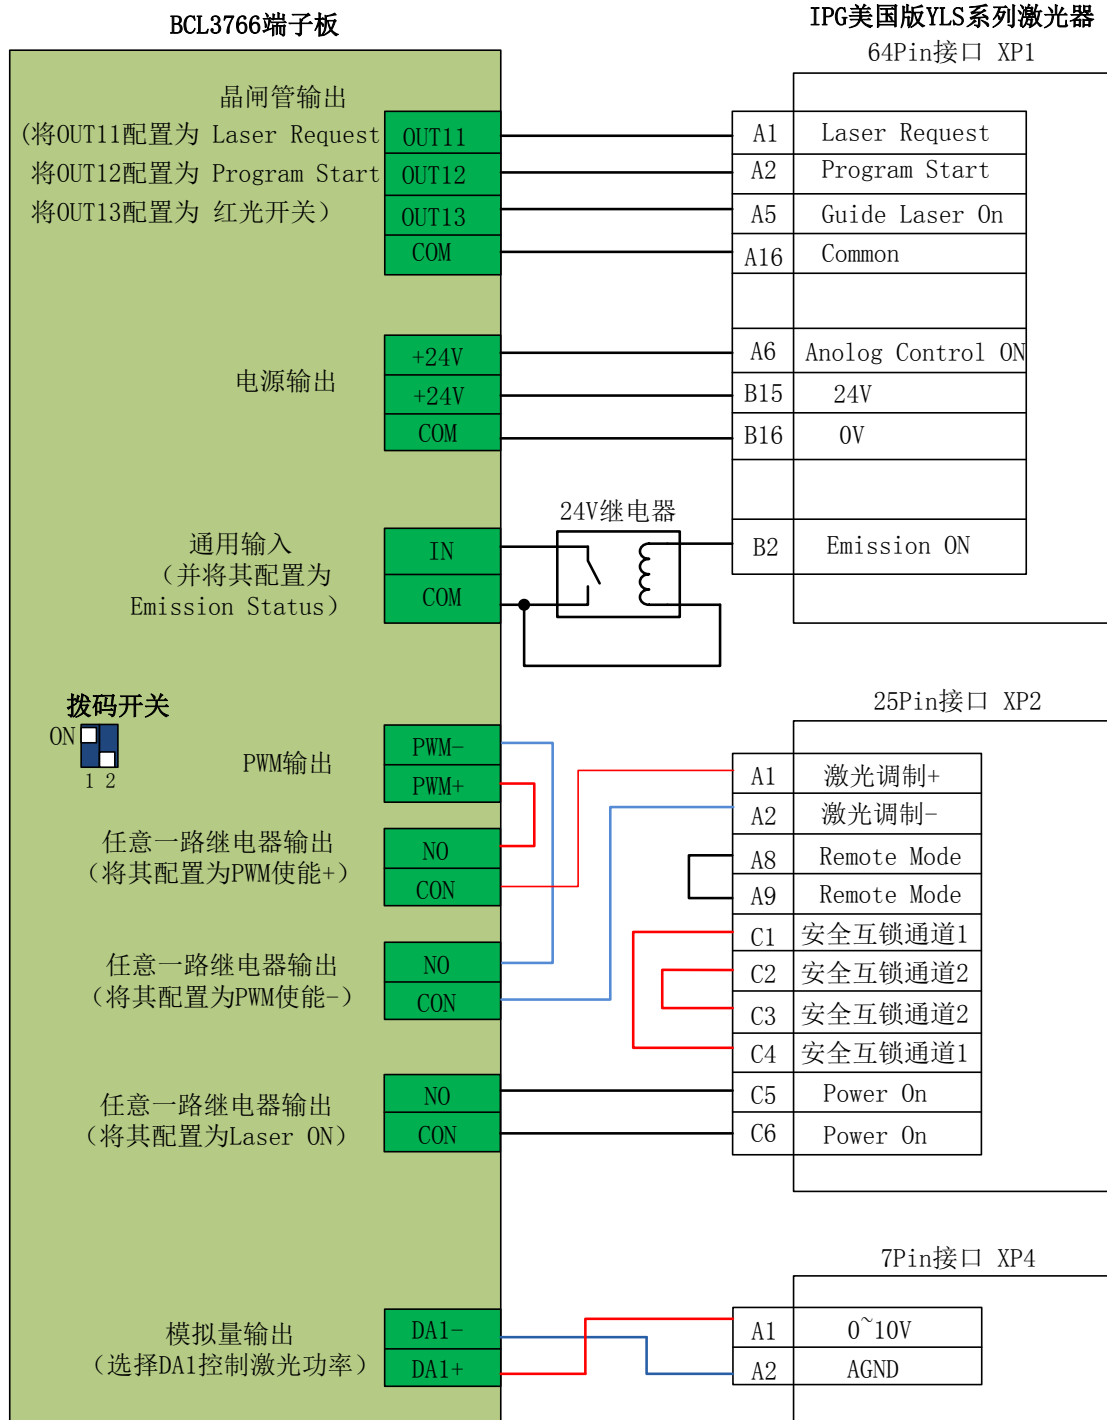 BCL3766端子板
IPG美国版YLS系列激光器
64Pin接口 XP1
晶闸管输出
(将OUT11配置为 Laser Request
将OUT12配置为 Program Start
将OUT13配置为 红光开关）
OUT11
OUT12
OUT13
COM
A1 Laser Request
A2 Program Start
A5 Guide Laser On
A16 Common
电源输出
+24V
+24V
COM
A6 Anolog Control ON
B15 24V
B16 0V
通用输入
（并将其配置为
Emission Status）
IN
COM
24V继电器
B2 Emission ON
拨码开关
ON
1 2
PWM输出
PWM-
PWM+
任意一路继电器输出
（将其配置为PWM使能+）
NO
CON
任意一路继电器输出
（将其配置为PWM使能-）
NO
CON
任意一路继电器输出
（将其配置为Laser ON）
NO
CON
25Pin接口 XP2
A1 激光调制+
A2 激光调制-
A8 Remote Mode
A9 Remote Mode
C1 安全互锁通道1
C2 安全互锁通道2
C3 安全互锁通道2
C4 安全互锁通道1
C5 Power On
C6 Power On
模拟量输出
（选择DA1控制激光功率）
DA1-
DA1+
7Pin接口 XP4
A1 0~10V
A2 AGND